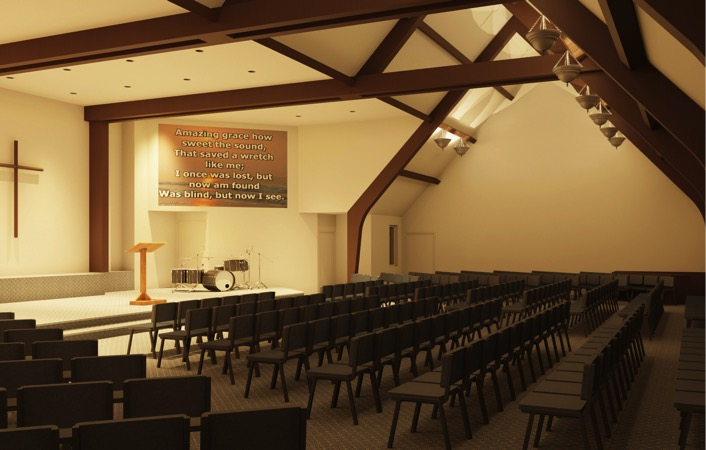 Amazing grace how
sweet the sound,
That saved a wretch
like me;
I once was lost, but
now am found
Was blind, but now I see.